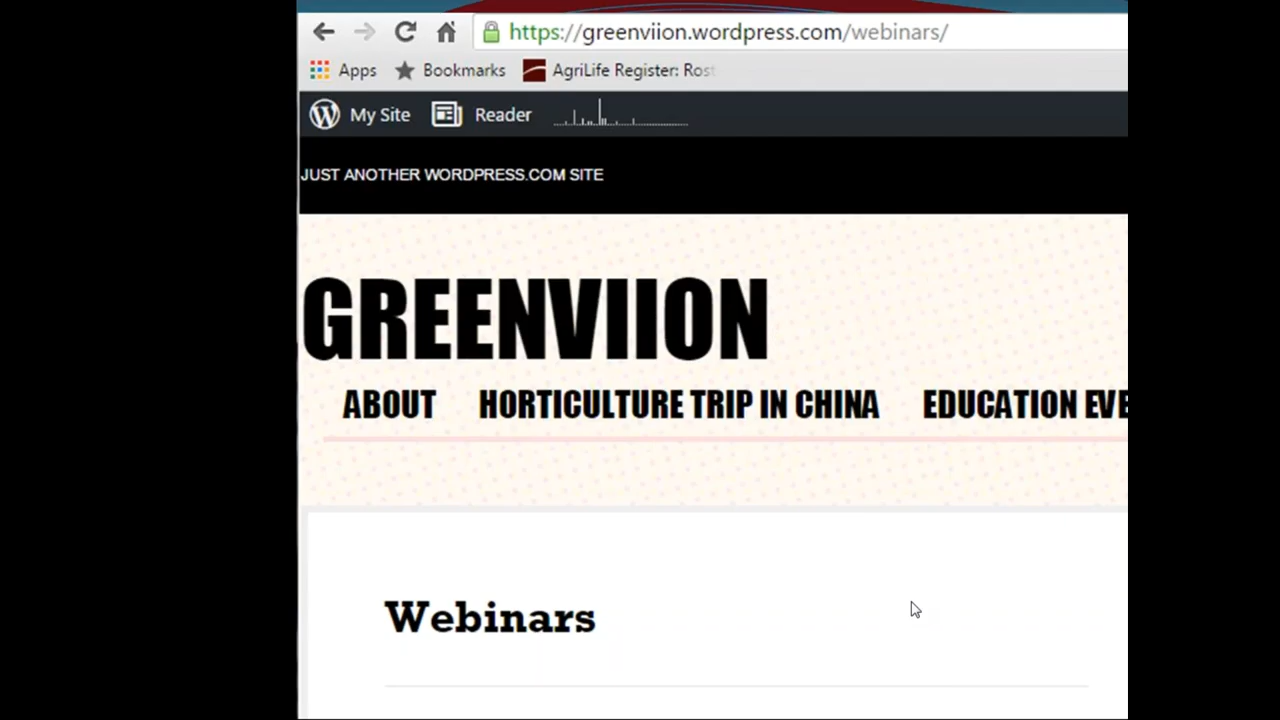 https://greenviion.wordpress.com/webinars/
Apps Bookmarks AgriLife Register: Rost
My Site Reader
JUST ANOTHER WORDPRESS.COM SITE
GREENVIION
ABOUT HORTICULTURE TRIP IN CHINA EDUCATION EVE
Webinars